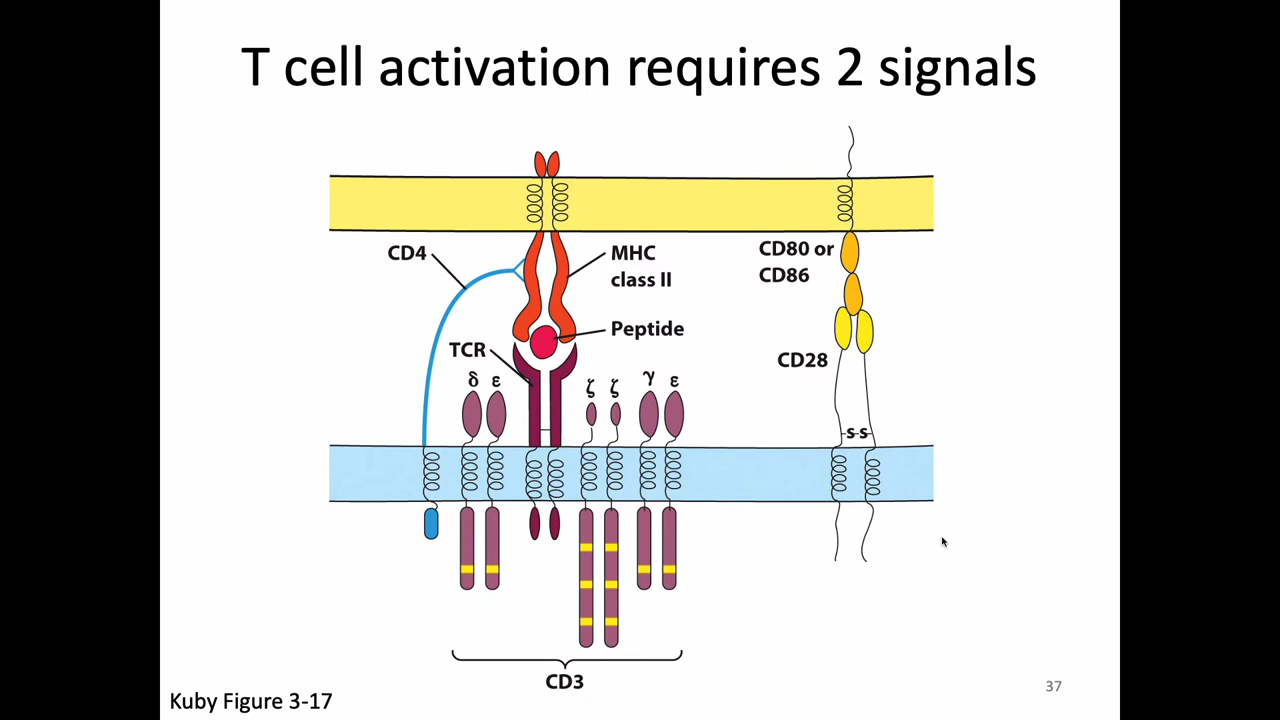 T cell activation requires 2 signals
CD4
MHC
class II
CD80 or
CD86
Peptide
TCR
CD28
δ ε ζ ζ γ ε
s s
CD3
Kuby Figure 3-17
37